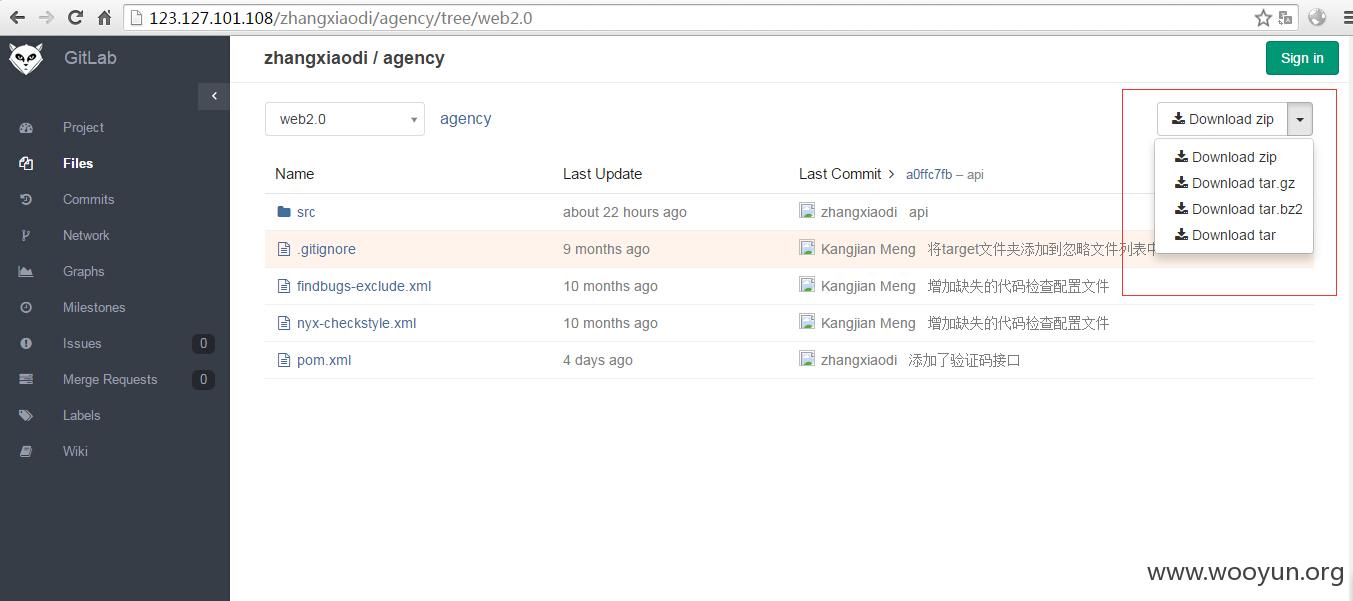 123.127.101.108/zhangxiaodi/agency/tree/web2.0
GitLab
zhangxiaodi / agency
Sign in
Project
Files
Commits
Network
Graphs
Milestones
Issues 0
Merge Requests 0
Labels
Wiki
web2.0 agency
Download zip
Download zip
Download tar.gz
Download tar.bz2
Download tar
Name Last Update Last Commit > a0ffc7fb – api
src about 22 hours ago zhangxiaodi api
.gitignore 9 months ago Kangjian Meng 将target文件夹添加到忽略文件列表中
findbugs-exclude.xml 10 months ago Kangjian Meng 增加缺失的代码检查配置文件
nyx-checkstyle.xml 10 months ago Kangjian Meng 增加缺失的代码检查配置文件
pom.xml 4 days ago zhangxiaodi 添加了验证码接口
www.wooyun.org